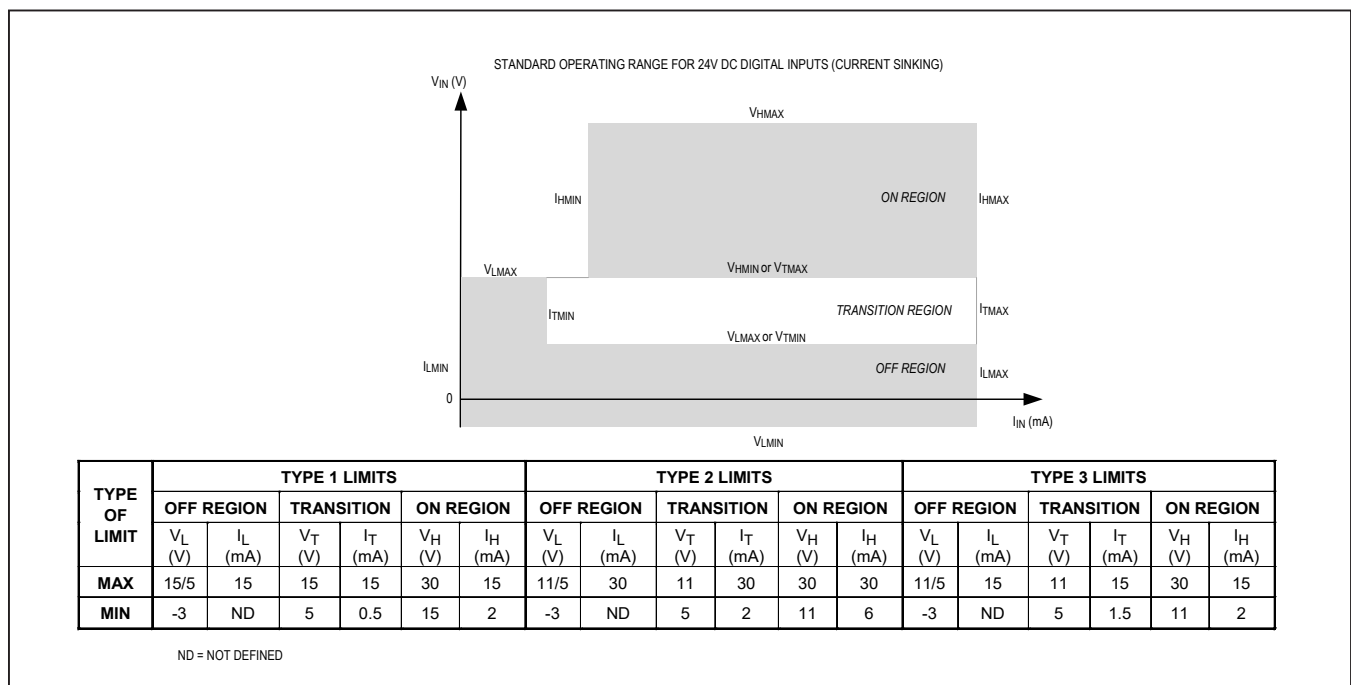 STANDARD OPERATING RANGE FOR 24V DC DIGITAL INPUTS (CURRENT SINKING)
VIN (V)
VHMAX
IHMIN
ON REGION
IHMAX
VLMAX
VHMIN or VTMAX
ITMIN
TRANSITION REGION
ITMAX
VLMAX or VTMIN
ILMIN
OFF REGION
ILMAX
0
IIN (mA)
VLMIN
TYPE OF LIMIT
TYPE 1 LIMITS TYPE 2 LIMITS TYPE 3 LIMITS
OFF REGION TRANSITION ON REGION OFF REGION TRANSITION ON REGION OFF REGION TRANSITION ON REGION
VL (V) IL (mA) VT (V) IT (mA) VH (V) IH (mA) VL (V) IL (mA) VT (V) IT (mA) VH (V) IH (mA) VL (V) IL (mA) VT (V) IT (mA) VH (V) IH (mA)
MAX 15/5 15 15 15 30 15 11/5 30 11 30 30 30 11/5 15 11 15 30 15
MIN -3 ND 5 0.5 15 2 -3 ND 5 2 11 6 -3 ND 5 1.5 11 2
ND = NOT DEFINED